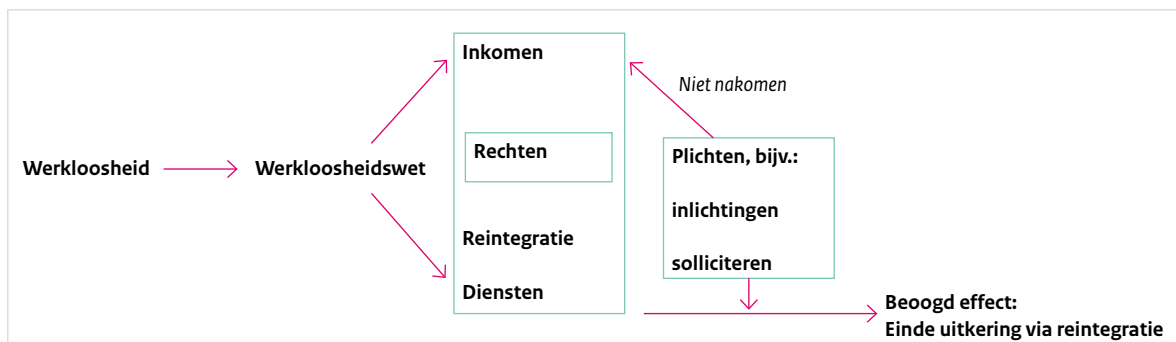 Werkloosheid
Werkloosheidswet
Inkomen
Rechten
Reintegratie
Diensten
Niet nakomen
Plichten, bijv.:
inlichtingen
solliciteren
Beoogd effect:
Einde uitkering via reintegratie